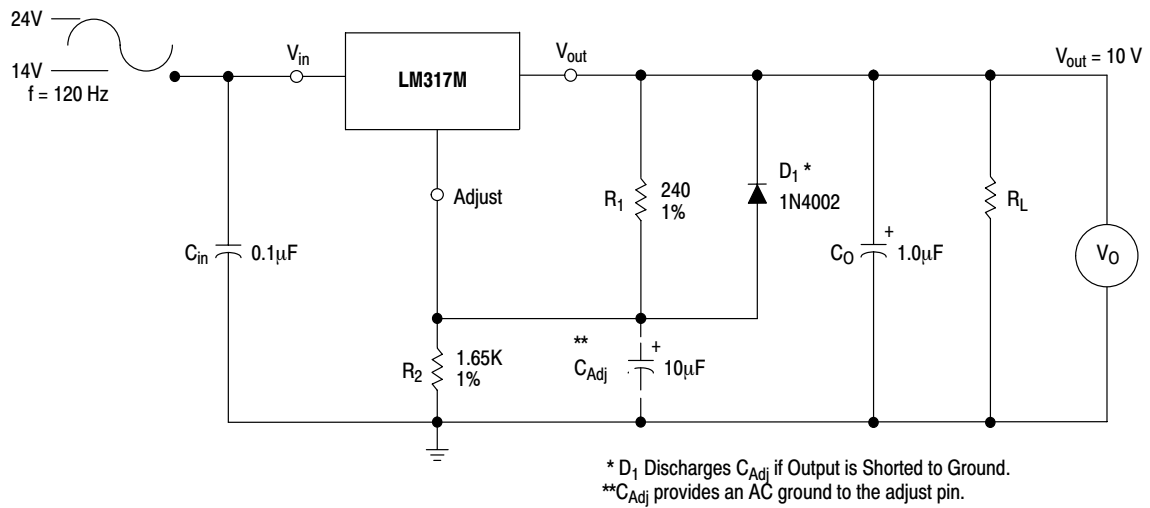 24V
14V
f = 120 Hz
Vin
LM317M
Vout
Vout = 10 V
Adjust
R1
240
1%
D1 *
1N4002
RL
Cin
0.1μF
CO
+
1.0μF
VO
R2
1.65K
1%
**
CAdj
+
10μF
* D1 Discharges CAdj if Output is Shorted to Ground.
**CAdj provides an AC ground to the adjust pin.